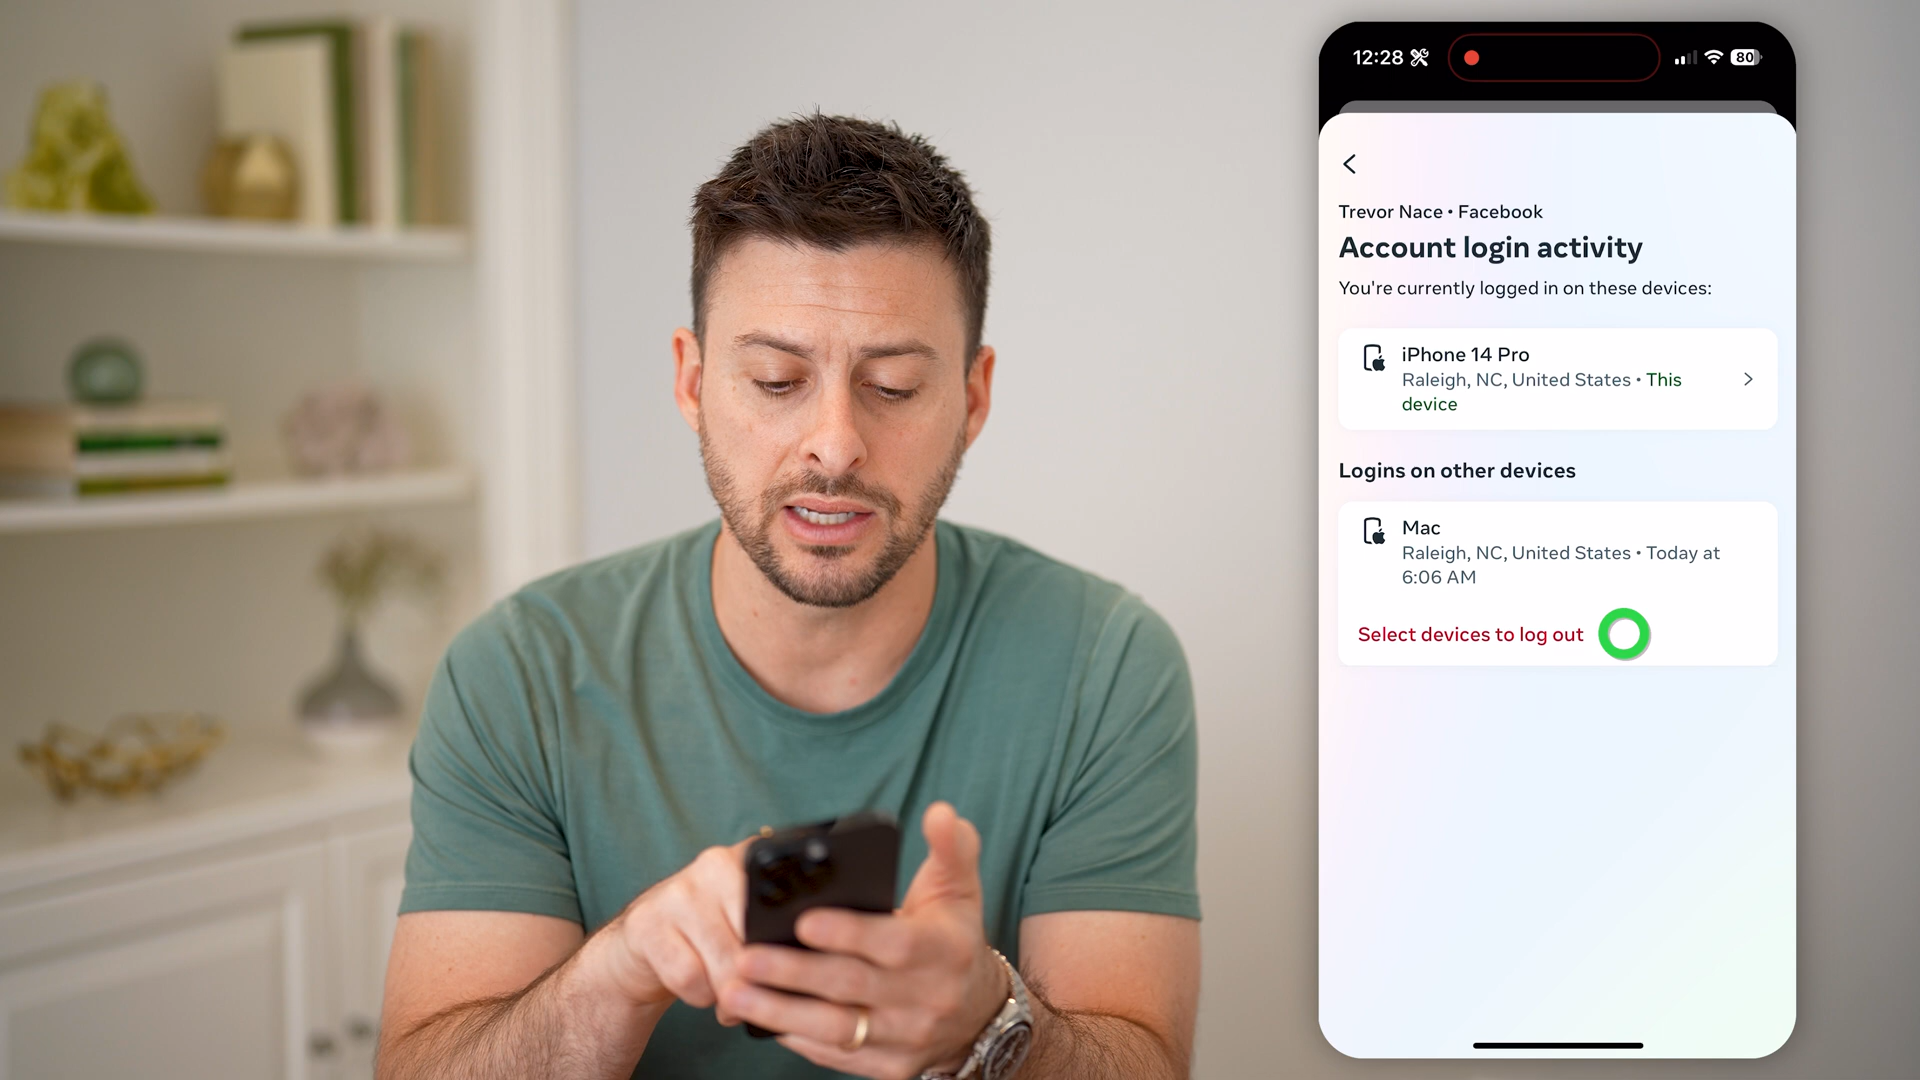 12:28
80
Trevor Nace • Facebook
Account login activity
You're currently logged in on these devices:
iPhone 14 Pro
Raleigh, NC, United States • This
device
Logins on other devices
Mac
Raleigh, NC, United States • Today at
6:06 AM
Select devices to log out